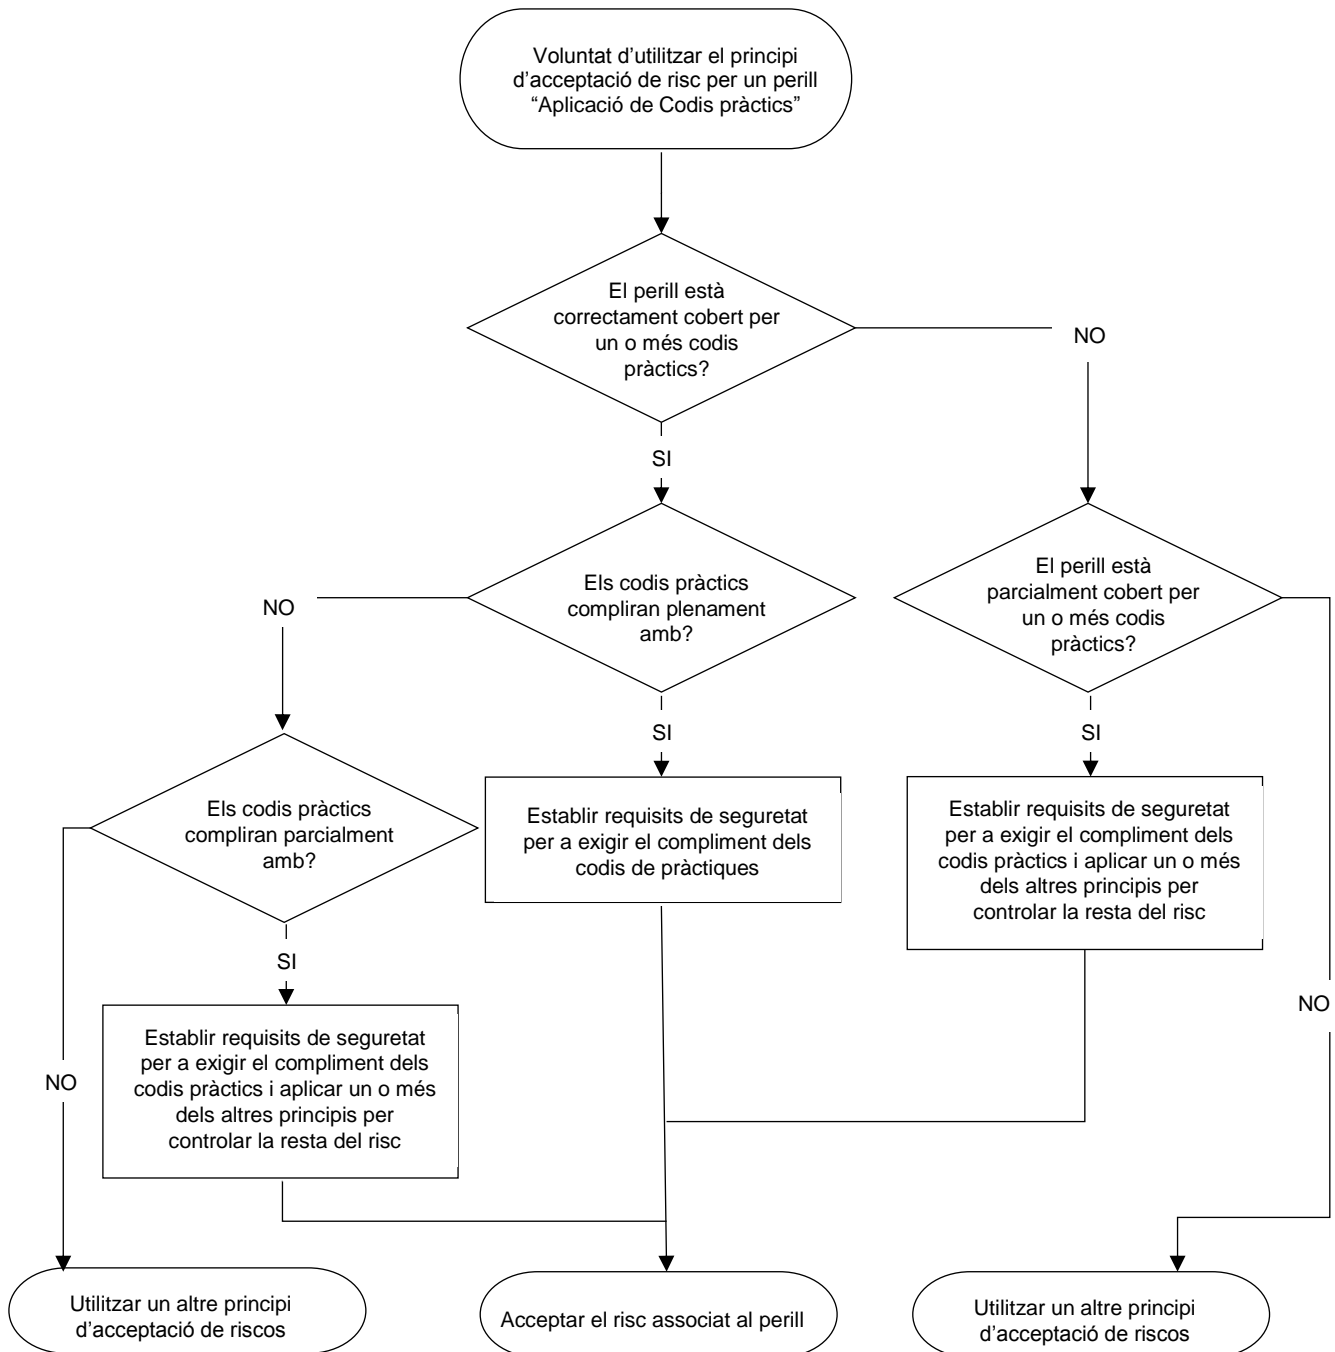 Voluntat d’utilitzar el principi
d’acceptació de risc per un perill
“Aplicació de Codis pràctics”
El perill està
correctament cobert per
un o més codis
pràctics?
NO
SI
Els codis pràctics
compliran plenament
amb?
El perill està
parcialment cobert per
un o més codis
pràctics?
NO
SI
SI
Els codis pràctics
compliran parcialment
amb?
Establir requisits de seguretat
per a exigir el compliment dels
codis de pràctiques
Establir requisits de seguretat
per a exigir el compliment dels
codis pràctics i aplicar un o més
dels altres principis per
controlar la resta del risc
SI
NO
Establir requisits de seguretat
per a exigir el compliment dels
codis pràctics i aplicar un o més
dels altres principis per
controlar la resta del risc
NO
Utilitzar un altre principi
d’acceptació de riscos
Acceptar el risc associat al perill
Utilitzar un altre principi
d’acceptació de riscos